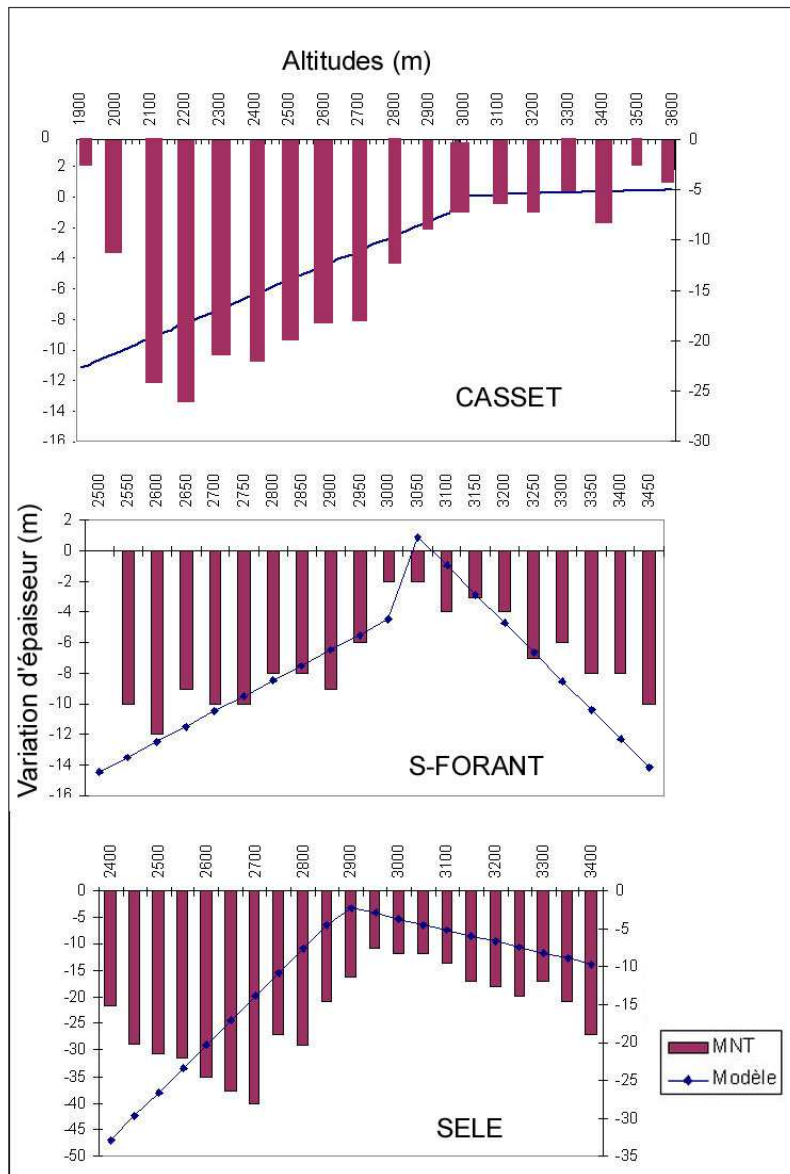 Altitudes (m)
1900 2000 2100 2200 2300 2400 2500 2600 2700 2800 2900 3000 3100 3200 3300 3400 3500 3600
0 2 0 -2 -4 -6 -8 -10 -12 -14 -16
0 -5 -10 -15 -20 -25 -30
CASSET
Variation d'épaisseur (m)
2500 2550 2600 2650 2700 2750 2800 2850 2900 2950 3000 3050 3100 3150 3200 3250 3300 3350 3400 3450
2 0 -2 -4 -6 -8 -10 -12 -14 -16
S-FORANT
2400 2500 2600 2700 2800 2900 3000 3100 3200 3300 3400
0 -5 -10 -15 -20 -25 -30 -35 -40 -45 -50
0 -5 -10 -15 -20 -25 -30 -35
SELE
MNT
Modèle